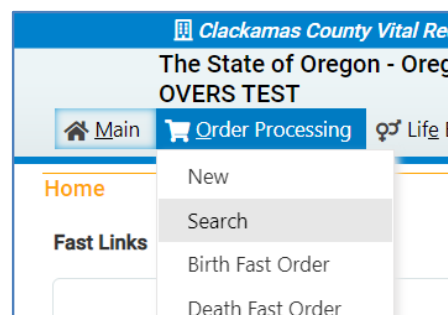 Clackamas County Vital Re
The State of Oregon - Oreg
OVERS TEST
Main Order Processing Life
Home
New
Search
Fast Links
Birth Fast Order
Death Fast Order